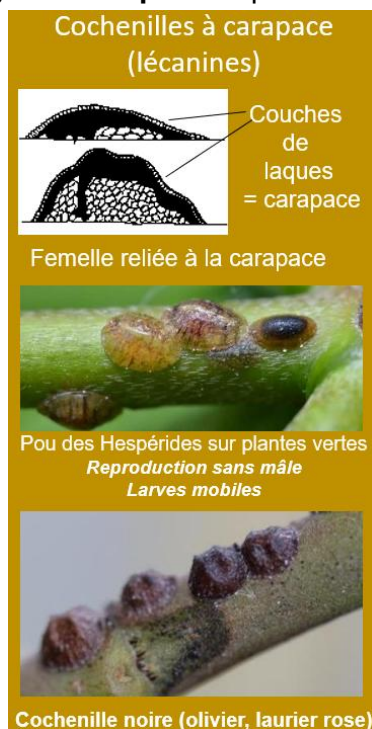 Cochenilles à carapace
(lécanines)
Couches
de
laques
= carapace
Femelle reliée à la carapace
Pou des Hespérides sur plantes vertes
Reproduction sans mâle
Larves mobiles
Cochenille noire (olivier, laurier rose)